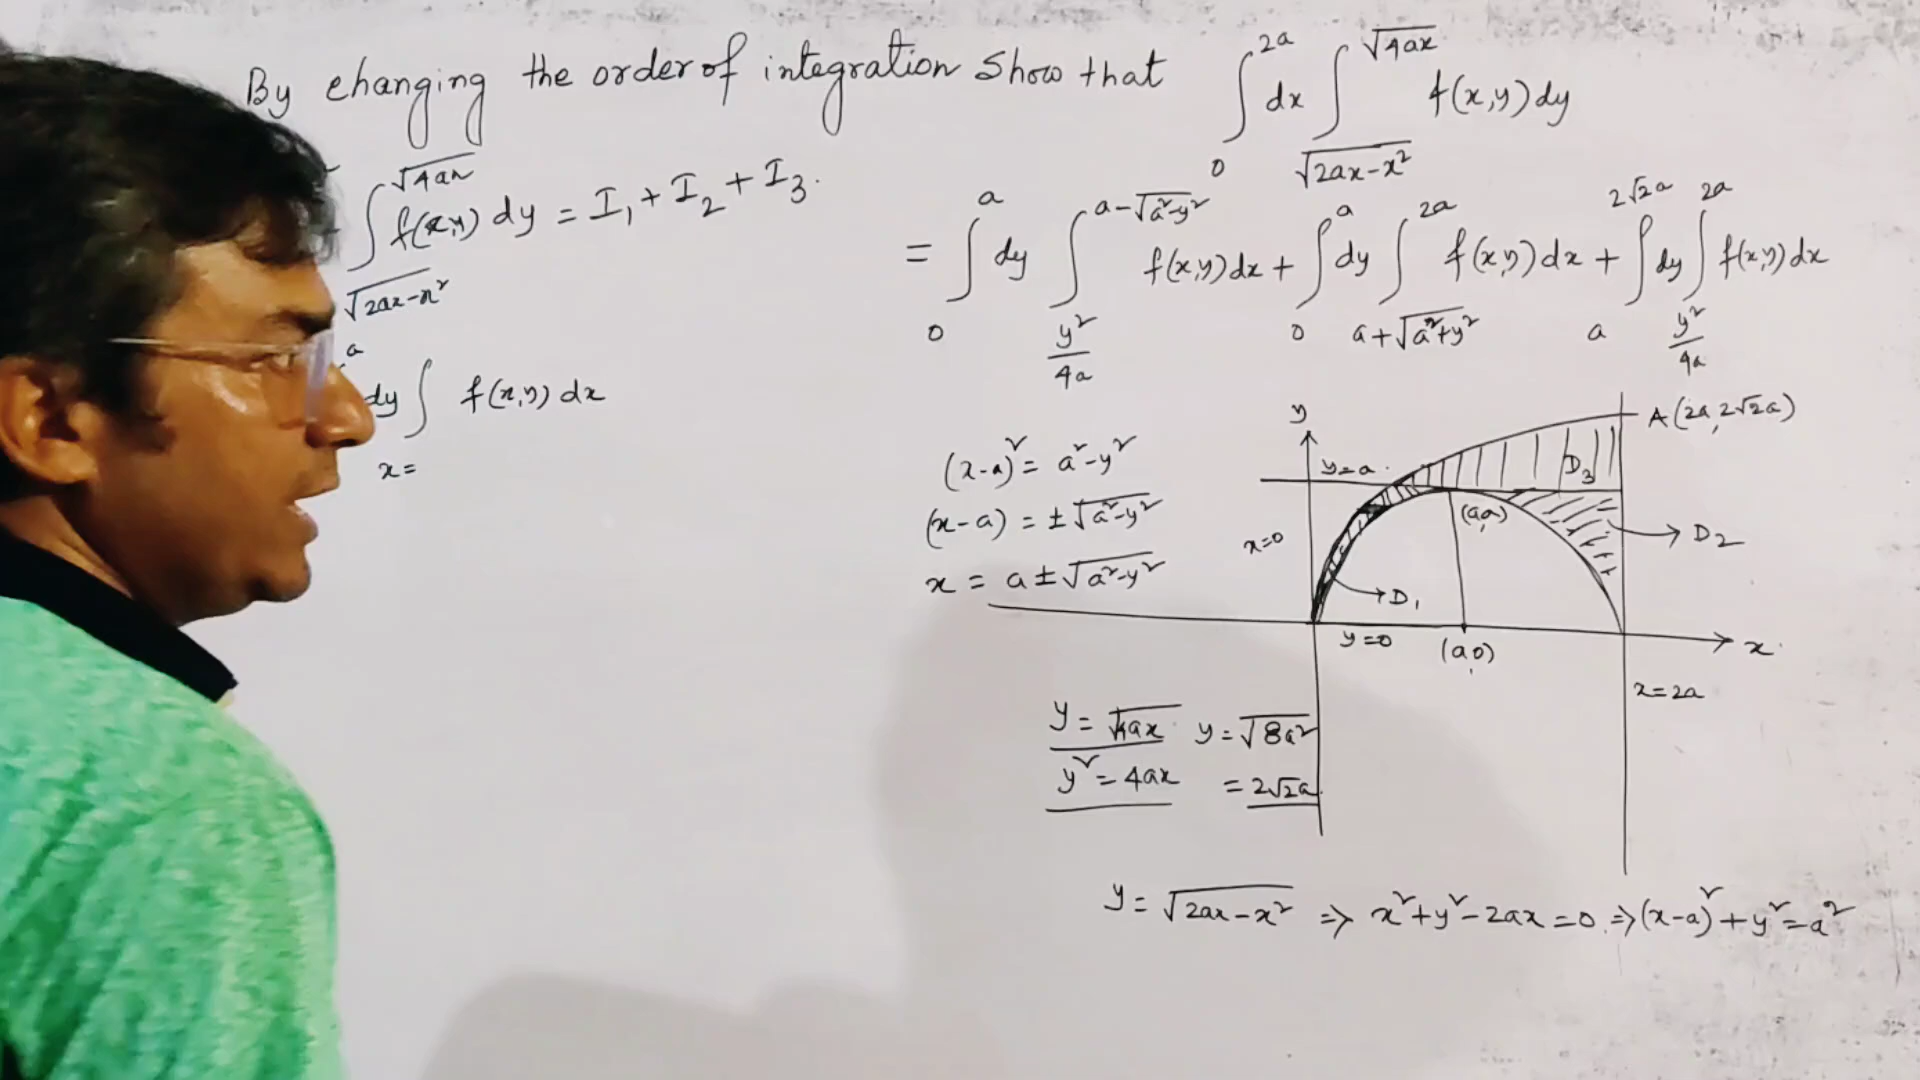 By changing the order of integration Show that ∫₀^{2a} dx ∫_{√(2ax-x²)}^{√4ax} f(x,y) dy
= ∫₀^{a} dy ∫_{y²/4a}^{a-√(a²-y²)} f(x,y) dx + ∫₀^{a} dy ∫_{a+√(a²+y²)}^{2a} f(x,y) dx + ∫_{a}^{2√2a} dy ∫_{y²/4a}^{2a} f(x,y) dx
∫_{√(2ax-x²)}^{√4ax} f(x,y) dy = I₁ + I₂ + I₃.
a
dy ∫ f(x,y) dx
x=
(x-a)² = a²-y²
(x-a) = ±√(a²-y²)
x = a ± √(a²-y²)
y
A (2a, 2√2a)
y=a
D₃
(a,a)
D₂
x=0
D₁
y=0
(a,0)
x
x=2a
y = √4ax
y² = 4ax
y = √8a²
= 2√2a
y = √(2ax-x²) ⇒ x²+y²-2ax=0 ⇒ (x-a)²+y²=a²